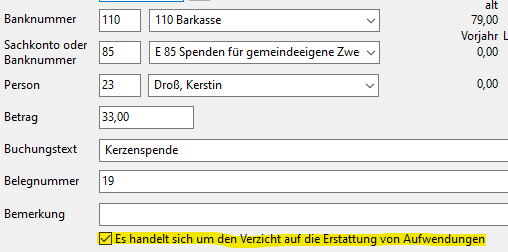 alt
Banknummer 110 110 Barkasse 79,00
Vorjahr
Sachkonto oder
Banknummer 85 E 85 Spenden für gemeindeeigene Zwe 0,00
Person 23 Droß, Kerstin 0,00
Betrag 33,00
Buchungstext Kerzenspende
Belegnummer 19
Bemerkung
Es handelt sich um den Verzicht auf die Erstattung von Aufwendungen